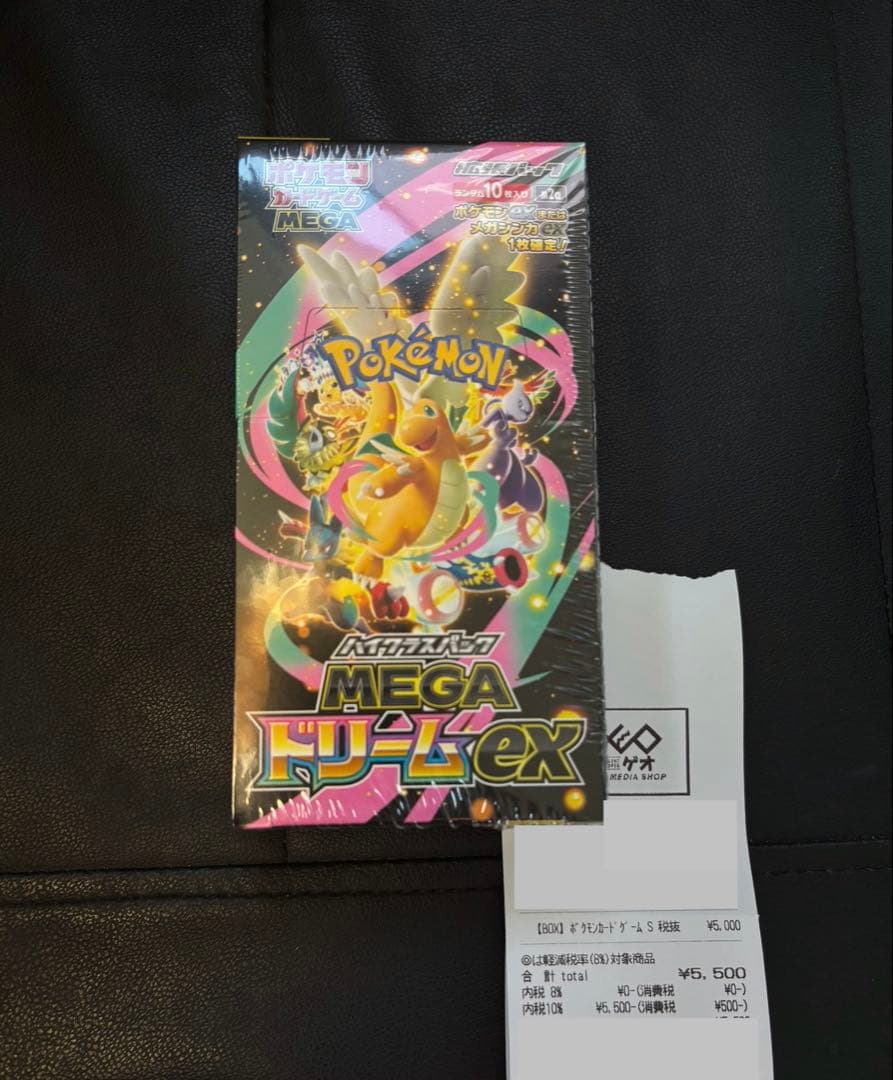 ポケモン
カードゲーム
MEGA
拡張パック
ランダム10枚入り
ポケモンexまたは
メガシンカex
1枚確定!!
POKéMON
ハイクラスパック
MEGA
ドリームex
ゲオ
MEDIA SHOP
【BOX】ポケモンカードゲーム S 税抜 ¥5,000
◎は軽減税率(8%)対象商品
合 計 total ¥5,500
内税 8% ¥0-(消費税 ¥0-)
内税10% ¥5,500-(消費税 ¥500-)